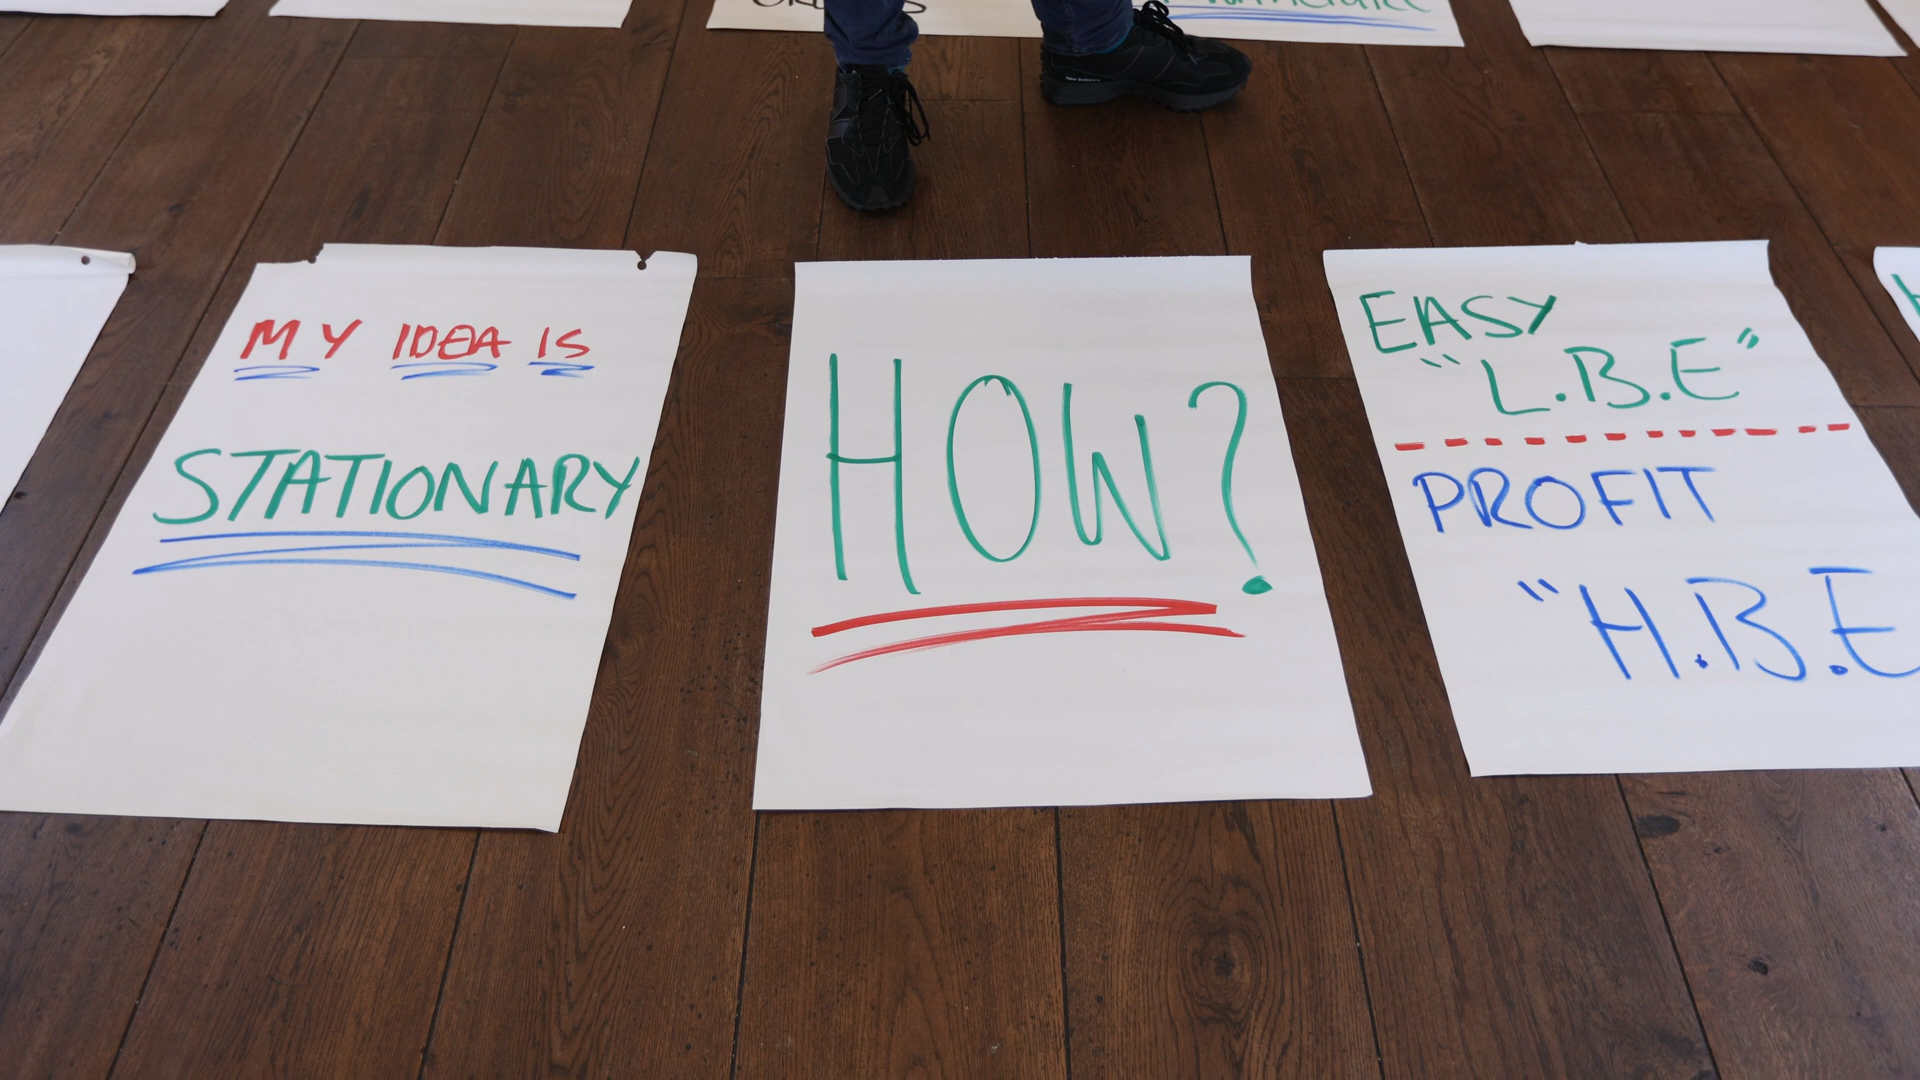 MY IDEA IS
STATIONARY
HOW?
EASY
"L.B.E"
PROFIT
"H.B.E